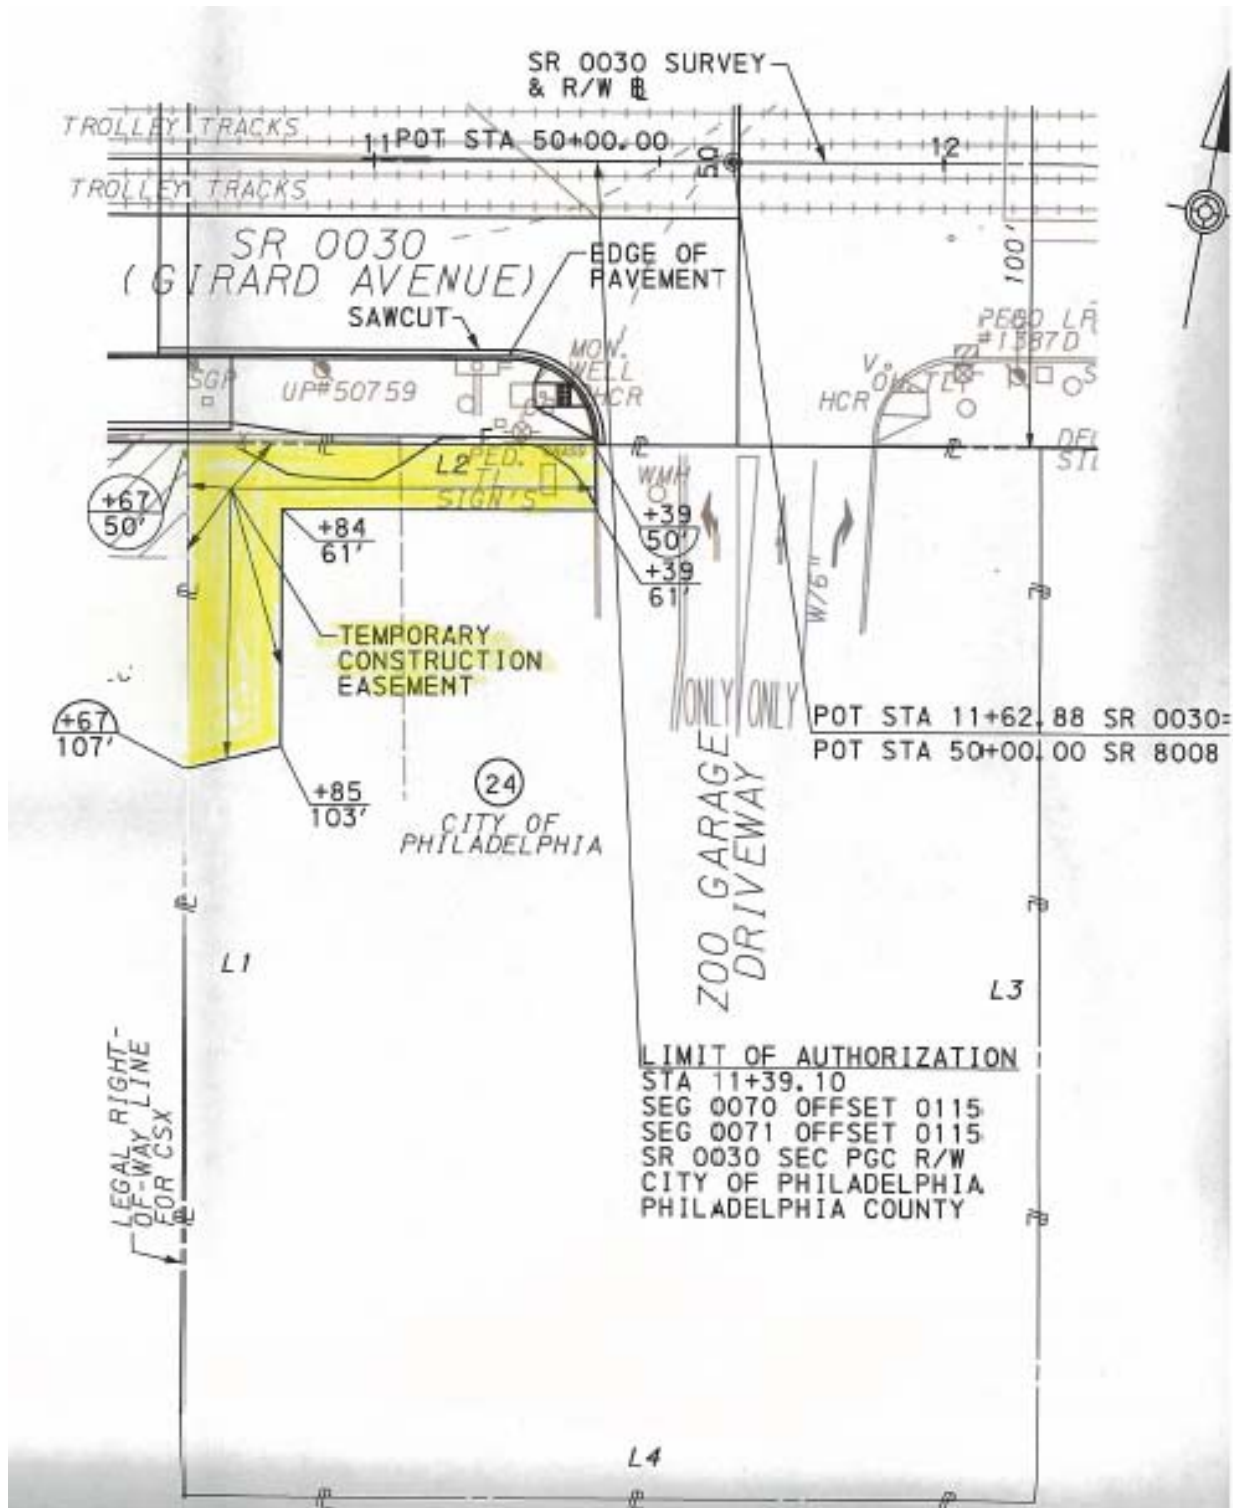 SR 0030 SURVEY
& R/W ℄
TROLLEY TRACKS
11 POT STA 50+00.00
50
12
TROLLEY TRACKS
SR 0030
(GIRARD AVENUE)
EDGE OF
PAVEMENT
100'
SAWCUT
MON.
WELL
HCR
SGP
UP#50759
#1387D
HCR
L2
PED.
SIGN'S
WMH
+67
50'
+84
61'
+39
50'
+39
61'
W/6"
TEMPORARY
CONSTRUCTION
EASEMENT
ONLY ONLY
+67
107'
POT STA 11+62.88 SR 0030=
POT STA 50+00.00 SR 8008
+85
103'
24
CITY OF
PHILADELPHIA
ZOO GARAGE
DRIVEWAY
L1
L3
LEGAL RIGHT-
OF-WAY LINE
FOR CSX
LIMIT OF AUTHORIZATION
STA 11+39.10
SEG 0070 OFFSET 0115
SEG 0071 OFFSET 0115
SR 0030 SEC PGC R/W
CITY OF PHILADELPHIA
PHILADELPHIA COUNTY
L4